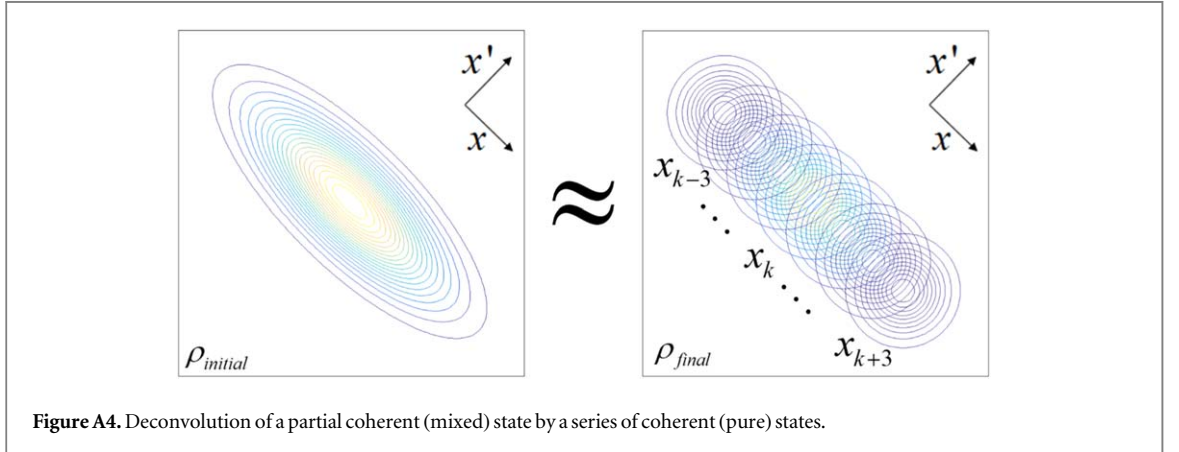 x'
x
ρinitial
≈
x'
x
xk−3
xk
xk+3
ρfinal
Figure A4. Deconvolution of a partial coherent (mixed) state by a series of coherent (pure) states.